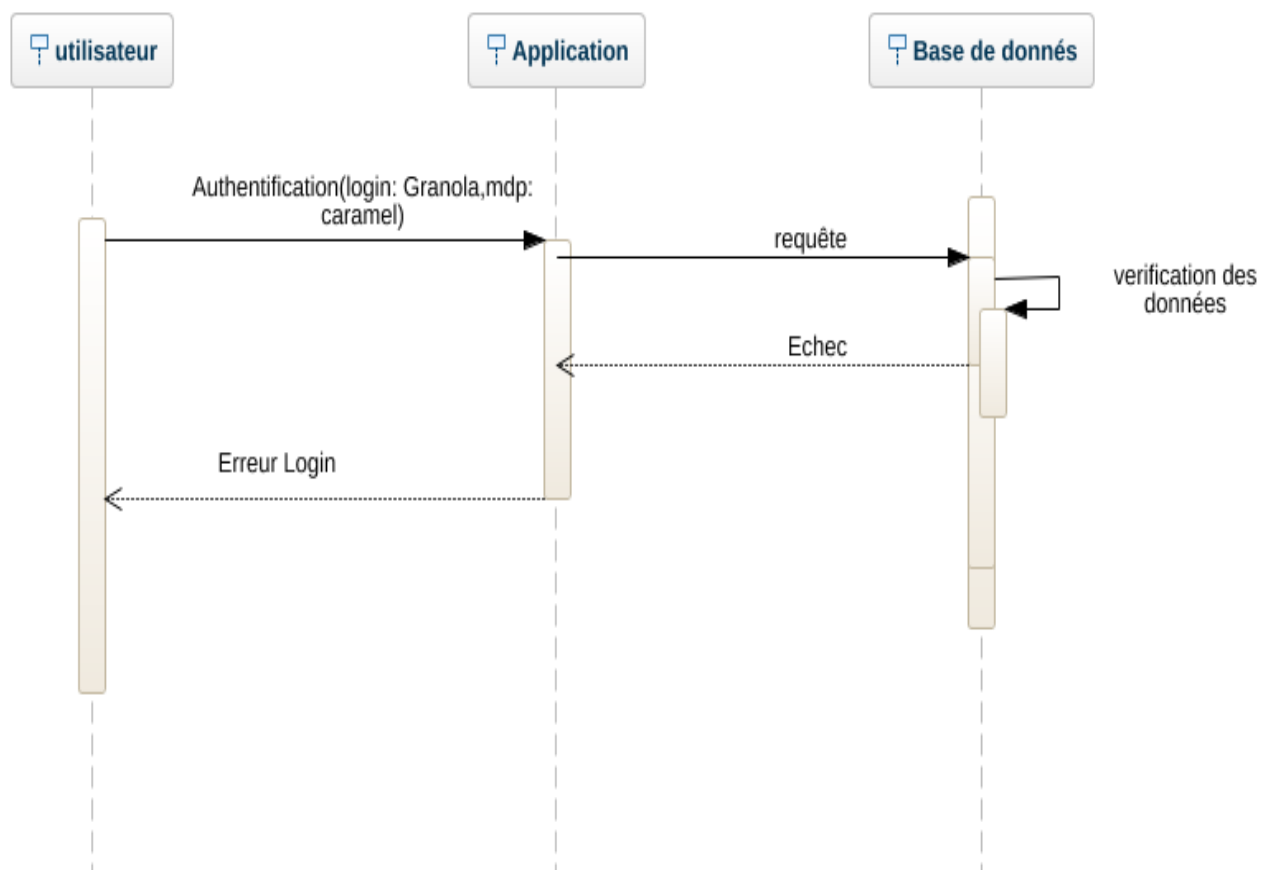 utilisateur
Application
Base de donnés
Authentification(login: Granola,mdp:
caramel)
requête
verification des
données
Echec
Erreur Login